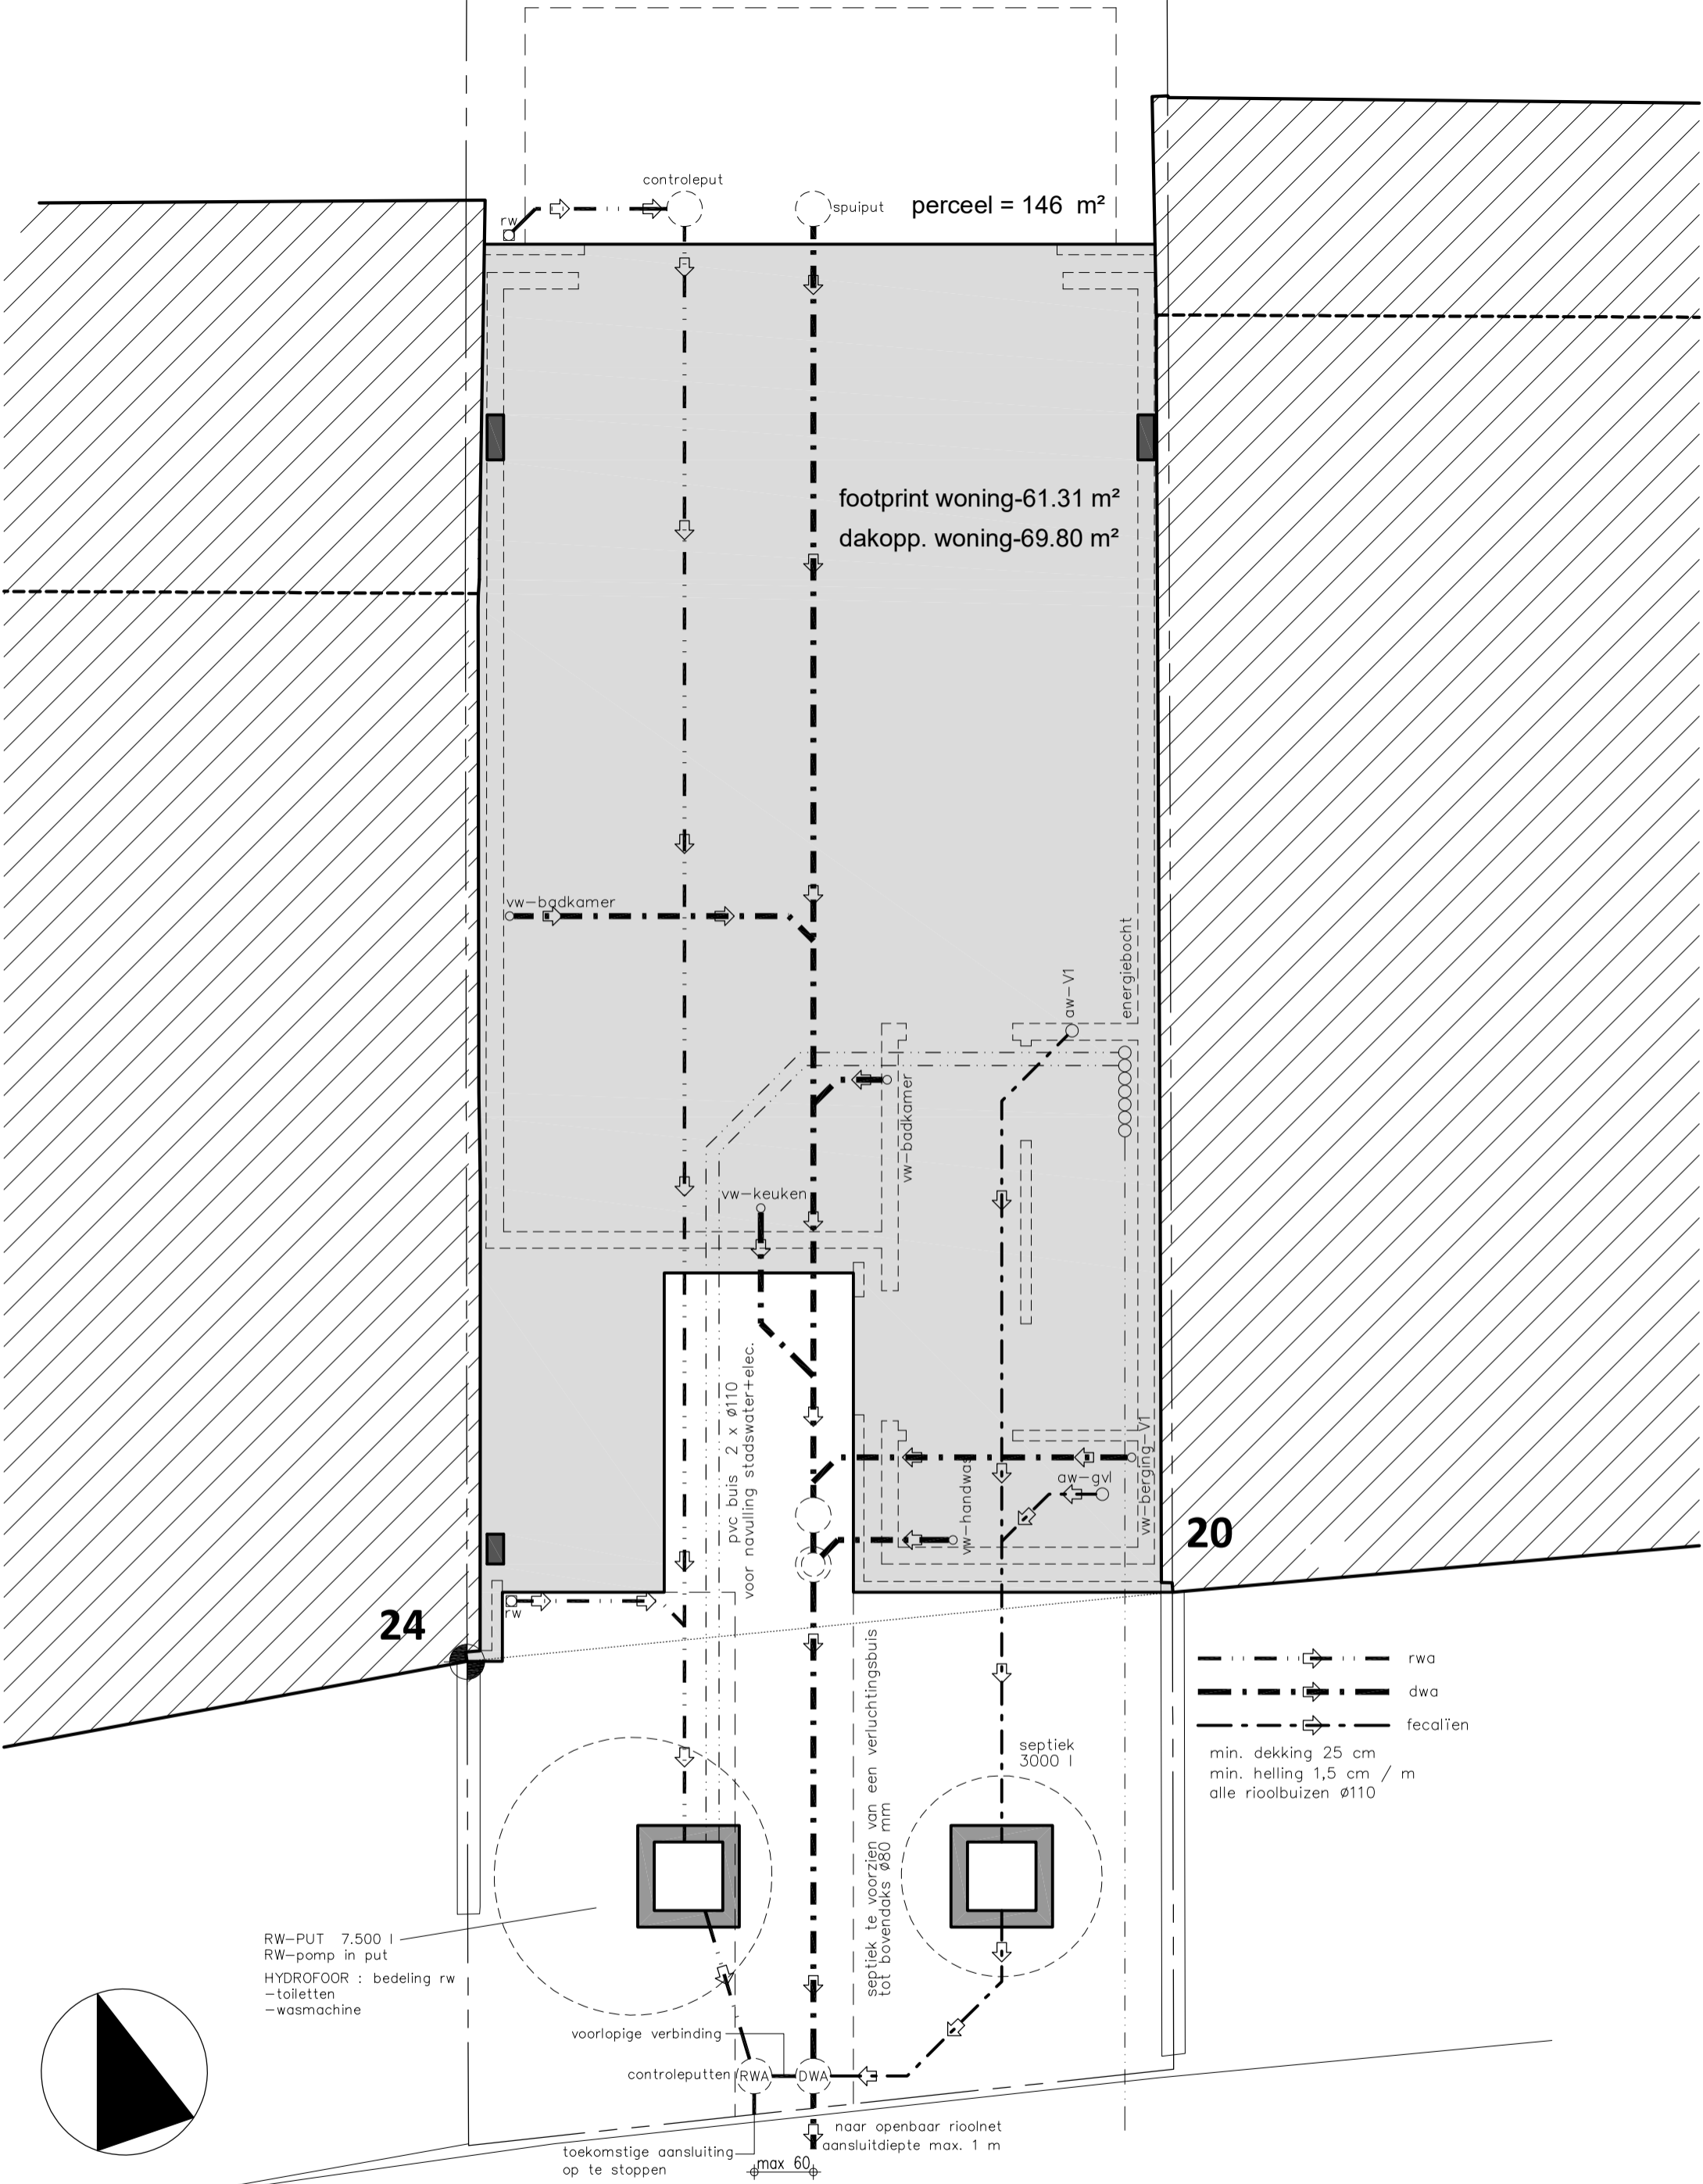 controleput
spuiput
perceel = 146 m²
rw
footprint woning-61.31 m²
dakopp. woning-69.80 m²
vw-badkamer
energiebocht
aw-V1
vw-badkamer
vw-keuken
pvc buis 2 x ø110
voor navulling stadswater+elec.
vw-berging-V1
aw-gvl
vw-handwas
20
24
rw
septiek te voorzien van een verluchtingsbuis
tot bovendaks ø80 mm
septiek
3000 l
rwa
dwa
fecalïen
min. dekking 25 cm
min. helling 1,5 cm / m
alle rioolbuizen ø110
RW-PUT 7.500 l
RW-pomp in put
HYDROFOOR : bedeling rw
-toiletten
-wasmachine
voorlopige verbinding
controleputten
RWA
DWA
naar openbaar rioolnet
aansluitdiepte max. 1 m
toekomstige aansluiting
op te stoppen
max 60